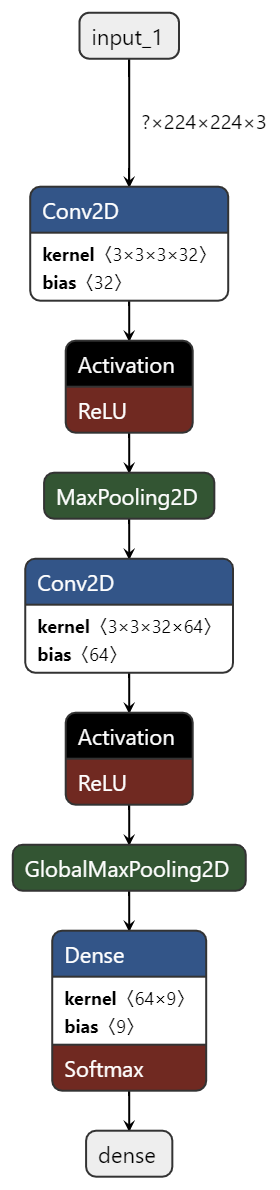 input_1
?×224×224×3
Conv2D
kernel 〈3×3×3×32〉
bias 〈32〉
Activation
ReLU
MaxPooling2D
Conv2D
kernel 〈3×3×32×64〉
bias 〈64〉
Activation
ReLU
GlobalMaxPooling2D
Dense
kernel 〈64×9〉
bias 〈9〉
Softmax
dense